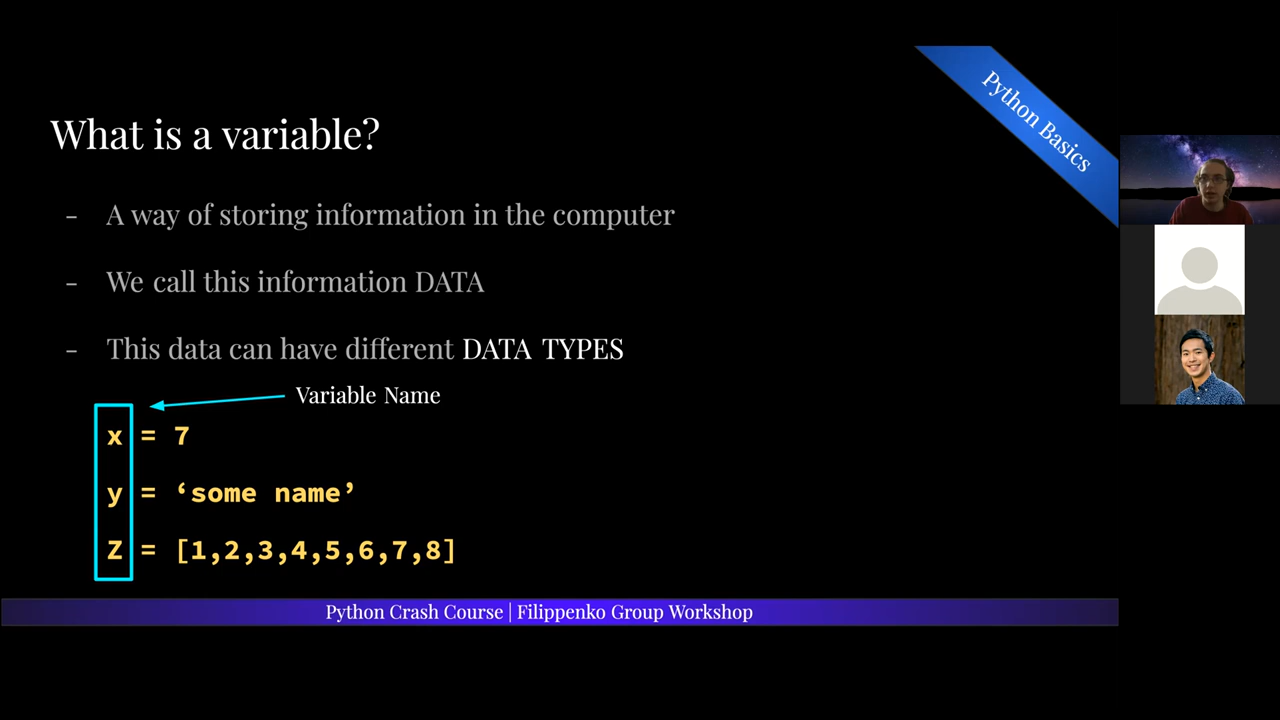 Python Basics
What is a variable?
- A way of storing information in the computer
- We call this information DATA
- This data can have different DATA TYPES
Variable Name
x = 7
y = ‘some name’
Z = [1,2,3,4,5,6,7,8]
Python Crash Course | Filippenko Group Workshop